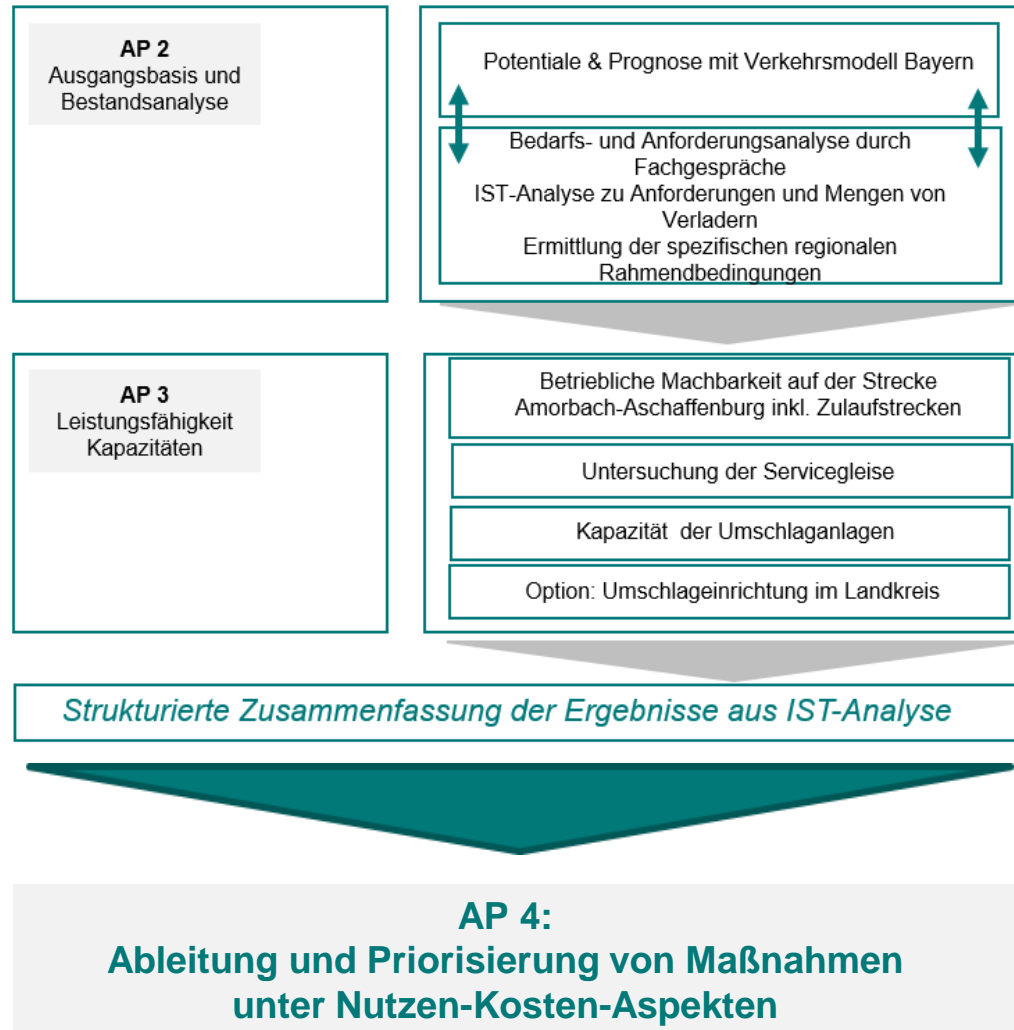 AP 2
Ausgangsbasis und
Bestandsanalyse
Potentiale & Prognose mit Verkehrsmodell Bayern
Bedarfs- und Anforderungsanalyse durch
Fachgespräche
IST-Analyse zu Anforderungen und Mengen von
Verladern
Ermittlung der spezifischen regionalen
Rahmendbedingungen
AP 3
Leistungsfähigkeit
Kapazitäten
Betriebliche Machbarkeit auf der Strecke
Amorbach-Aschaffenburg inkl. Zulaufstrecken
Untersuchung der Servicegleise
Kapazität der Umschlaganlagen
Option: Umschlageinrichtung im Landkreis
Strukturierte Zusammenfassung der Ergebnisse aus IST-Analyse
AP 4:
Ableitung und Priorisierung von Maßnahmen
unter Nutzen-Kosten-Aspekten